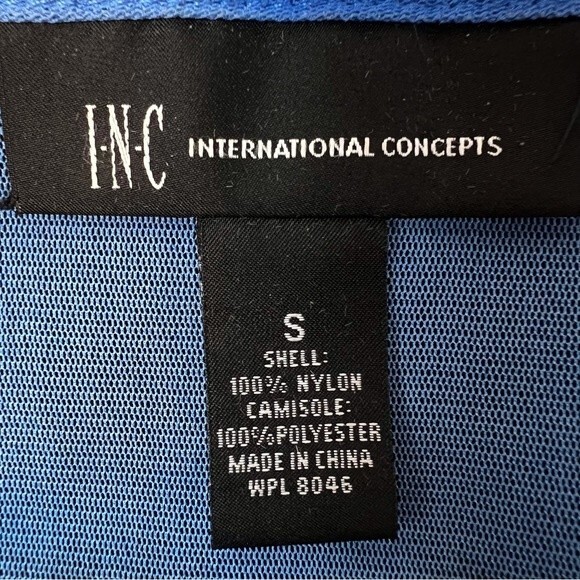 I·N·C INTERNATIONAL CONCEPTS
S
SHELL:
100% NYLON
CAMISOLE:
100%POLYESTER
MADE IN CHINA
WPL 8046